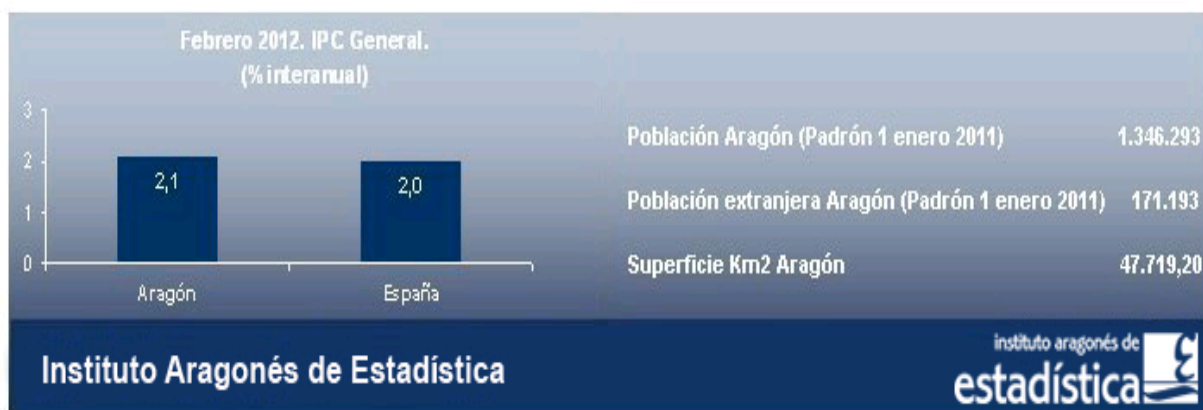 Febrero 2012. IPC General.
(% interanual)
3
2
1
0
2,1
2,0
Aragón
España
Población Aragón (Padrón 1 enero 2011) 1.346.293
Población extranjera Aragón (Padrón 1 enero 2011) 171.193
Superficie Km2 Aragón 47.719,20
Instituto Aragonés de Estadística
instituto aragonés de
estadística